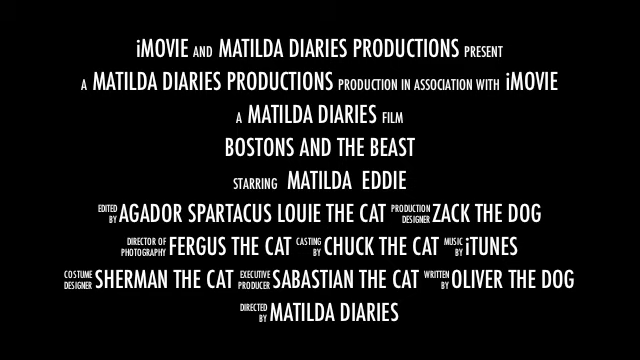 iMOVIE AND MATILDA DIARIES PRODUCTIONS PRESENT
A MATILDA DIARIES PRODUCTIONS PRODUCTION IN ASSOCIATION WITH iMOVIE
A MATILDA DIARIES FILM
BOSTONS AND THE BEAST
STARRING MATILDA EDDIE
EDITED BY AGADOR SPARTACUS LOUIE THE CAT PRODUCTION DESIGNER ZACK THE DOG
DIRECTOR OF PHOTOGRAPHY FERGUS THE CAT CASTING BY CHUCK THE CAT MUSIC BY iTUNES
COSTUME DESIGNER SHERMAN THE CAT EXECUTIVE PRODUCER SABASTIAN THE CAT WRITTEN BY OLIVER THE DOG
DIRECTED BY MATILDA DIARIES